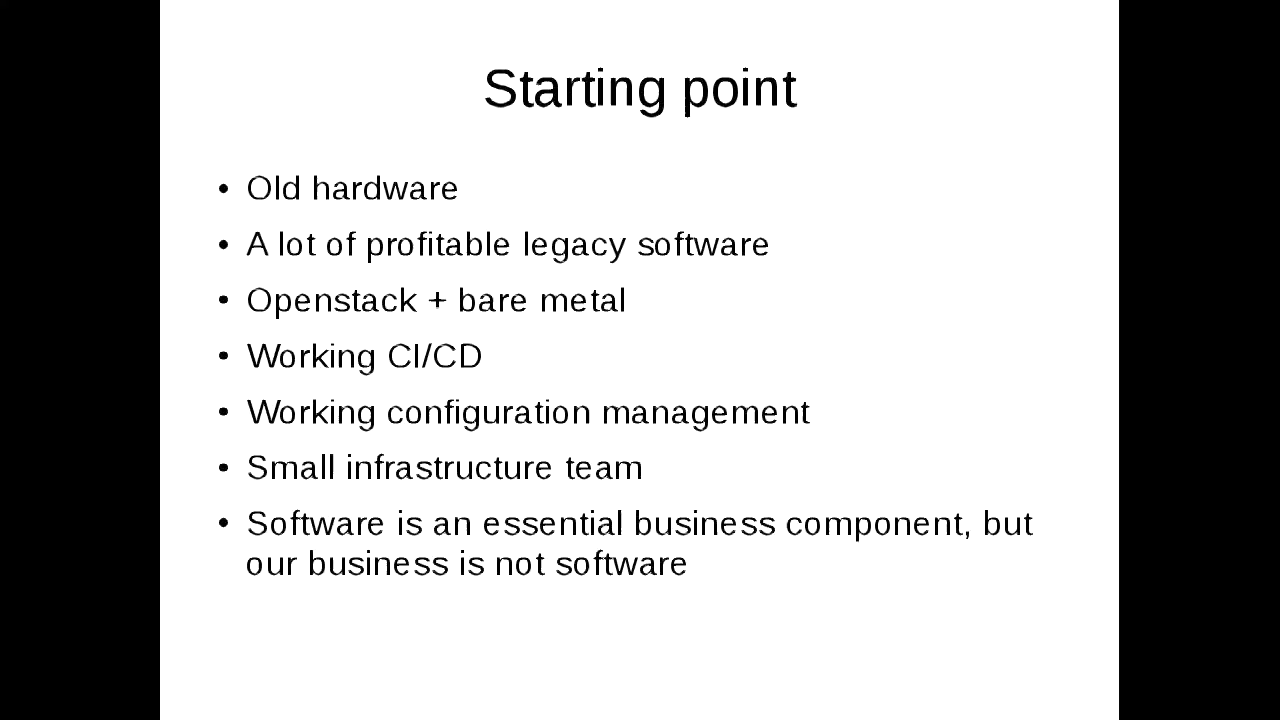 Starting point
• Old hardware
• A lot of profitable legacy software
• Openstack + bare metal
• Working CI/CD
• Working configuration management
• Small infrastructure team
• Software is an essential business component, but
our business is not software